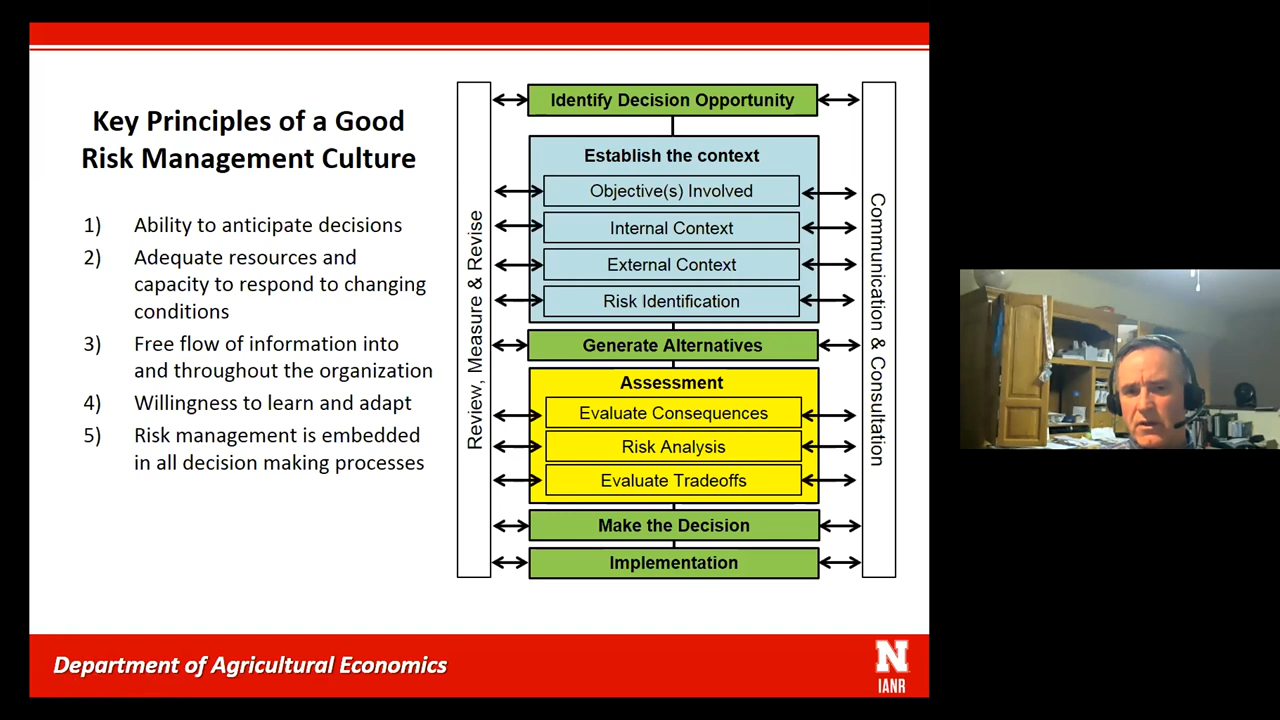 Key Principles of a Good
Risk Management Culture
1) Ability to anticipate decisions
2) Adequate resources and
capacity to respond to changing
conditions
3) Free flow of information into
and throughout the organization
4) Willingness to learn and adapt
5) Risk management is embedded
in all decision making processes
Review, Measure & Revise
Identify Decision Opportunity
Establish the context
Objective(s) Involved
Internal Context
External Context
Risk Identification
Generate Alternatives
Assessment
Evaluate Consequences
Risk Analysis
Evaluate Tradeoffs
Make the Decision
Implementation
Communication & Consultation
Department of Agricultural Economics
N
IANR